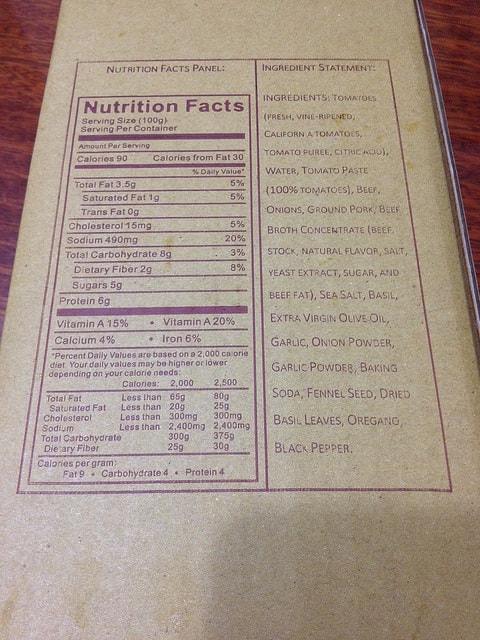 NUTRITION FACTS PANEL:
Nutrition Facts
Serving Size (100g)
Serving Per Container
Amount Per Serving
Calories 90 Calories from Fat 30
% Daily Value*
Total Fat 3.5g 5%
Saturated Fat 1g 5%
Trans Fat 0g
Cholesterol 15mg 5%
Sodium 490mg 20%
Total Carbohydrate 8g 3%
Dietary Fiber 2g 8%
Sugars 5g
Protein 6g
Vitamin A 15% • Vitamin A 20%
Calcium 4% • Iron 6%
*Percent Daily Values are based on a 2,000 calorie
diet. Your daily values may be higher or lower
depending on your calorie needs:
Calories: 2,000 2,500
Total Fat Less than 65g 80g
Saturated Fat Less than 20g 25g
Cholesterol Less than 300mg 300mg
Sodium Less than 2,400mg 2,400mg
Total Carbohydrate 300g 375g
Dietary Fiber 25g 30g
Calories per gram:
Fat 9 • Carbohydrate 4 • Protein 4
INGREDIENT STATEMENT:
INGREDIENTS: TOMATOES
(FRESH, VINE-RIPENED,
CALIFORNIA TOMATOES,
TOMATO PUREE, CITRIC ACID),
WATER, TOMATO PASTE
(100% TOMATOES), BEEF,
ONIONS, GROUND PORK, BEEF
BROTH CONCENTRATE (BEEF
STOCK, NATURAL FLAVOR, SALT,
YEAST EXTRACT, SUGAR, AND
BEEF FAT), SEA SALT, BASIL,
EXTRA VIRGIN OLIVE OIL,
GARLIC, ONION POWDER,
GARLIC POWDER, BAKING
SODA, FENNEL SEED, DRIED
BASIL LEAVES, OREGANO,
BLACK PEPPER.